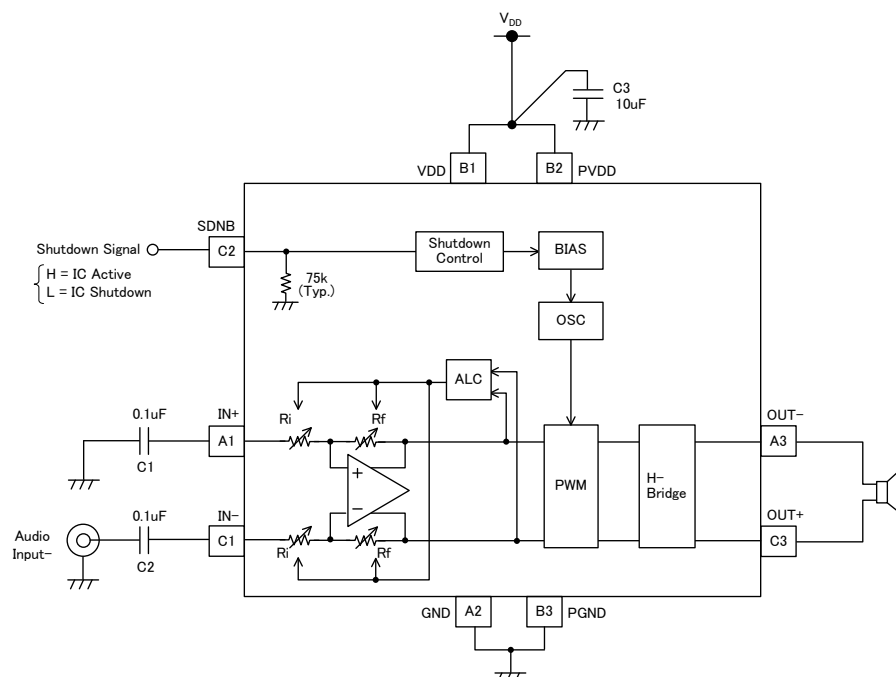 VDD
C3
10uF
VDD
B1
B2
PVDD
SDNB
Shutdown Signal
C2
H = IC Active
L = IC Shutdown
75k
(Typ.)
Shutdown
Control
BIAS
OSC
ALC
0.1uF
IN+
Ri
Rf
OUT-
A1
A3
C1
+
PWM
H-
Bridge
−
0.1uF
IN-
OUT+
Audio
Input-
C1
C3
C2
Ri
Rf
GND
A2
B3
PGND